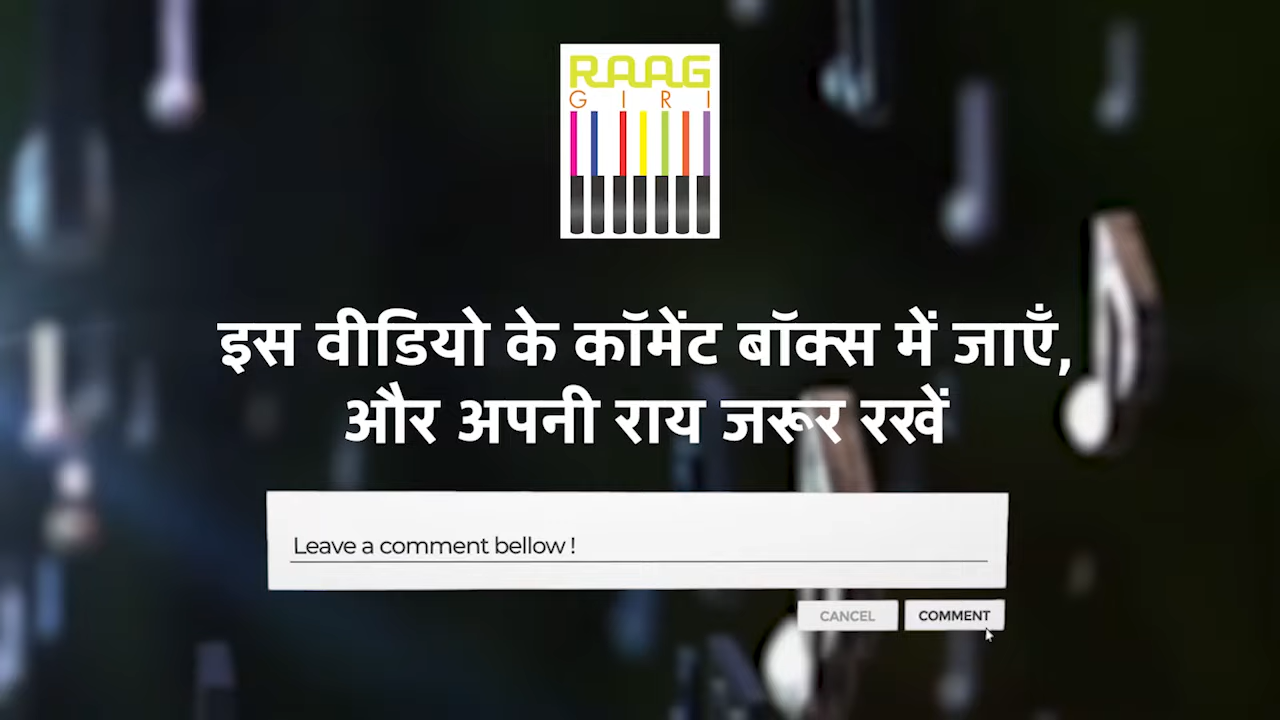 RAAG
GIRI
इस वीडियो के कॉमेंट बॉक्स में जाएँ,
और अपनी राय जरूर रखें
Leave a comment bellow !
CANCEL
COMMENT